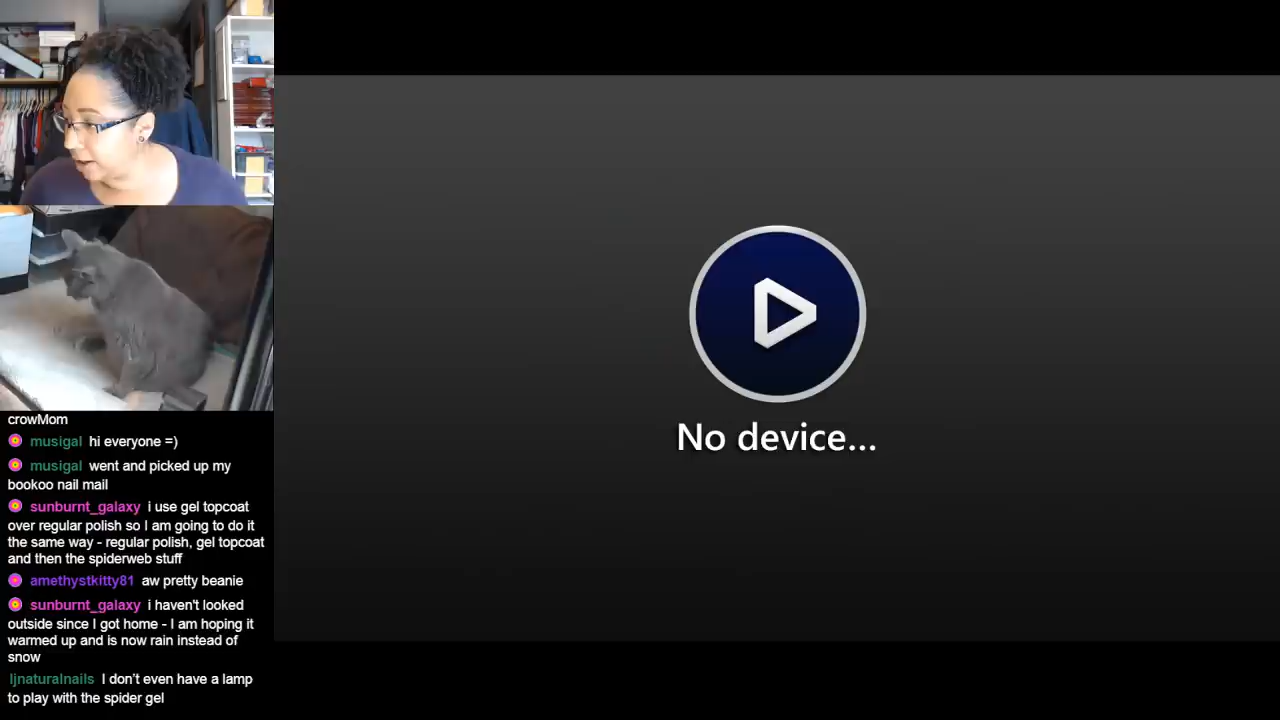 crowMom
musigal hi everyone =)
musigal went and picked up my
bookoo nail mail
sunburnt_galaxy i use gel topcoat
over regular polish so I am going to do it
the same way - regular polish, gel topcoat
and then the spiderweb stuff
amethystkitty81 aw pretty beanie
sunburnt_galaxy i haven't looked
outside since I got home - I am hoping it
warmed up and is now rain instead of
snow
ljnaturalnails I don't even have a lamp
to play with the spider gel
No device...